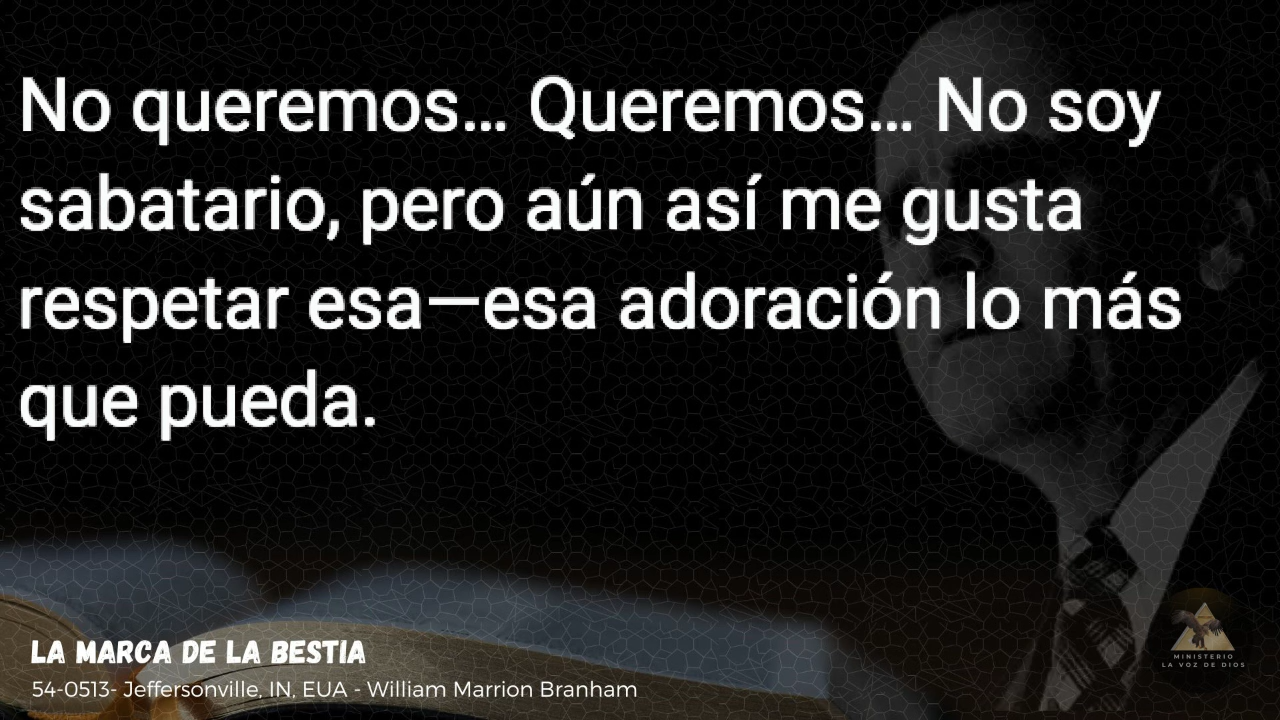 No queremos... Queremos... No soy
sabatario, pero aún así me gusta
respetar esa—esa adoración lo más
que pueda.
LA MARCA DE LA BESTIA
54-0513- Jeffersonville, IN, EUA - William Marrion Branham
MINISTERIO
LA VOZ DE DIOS